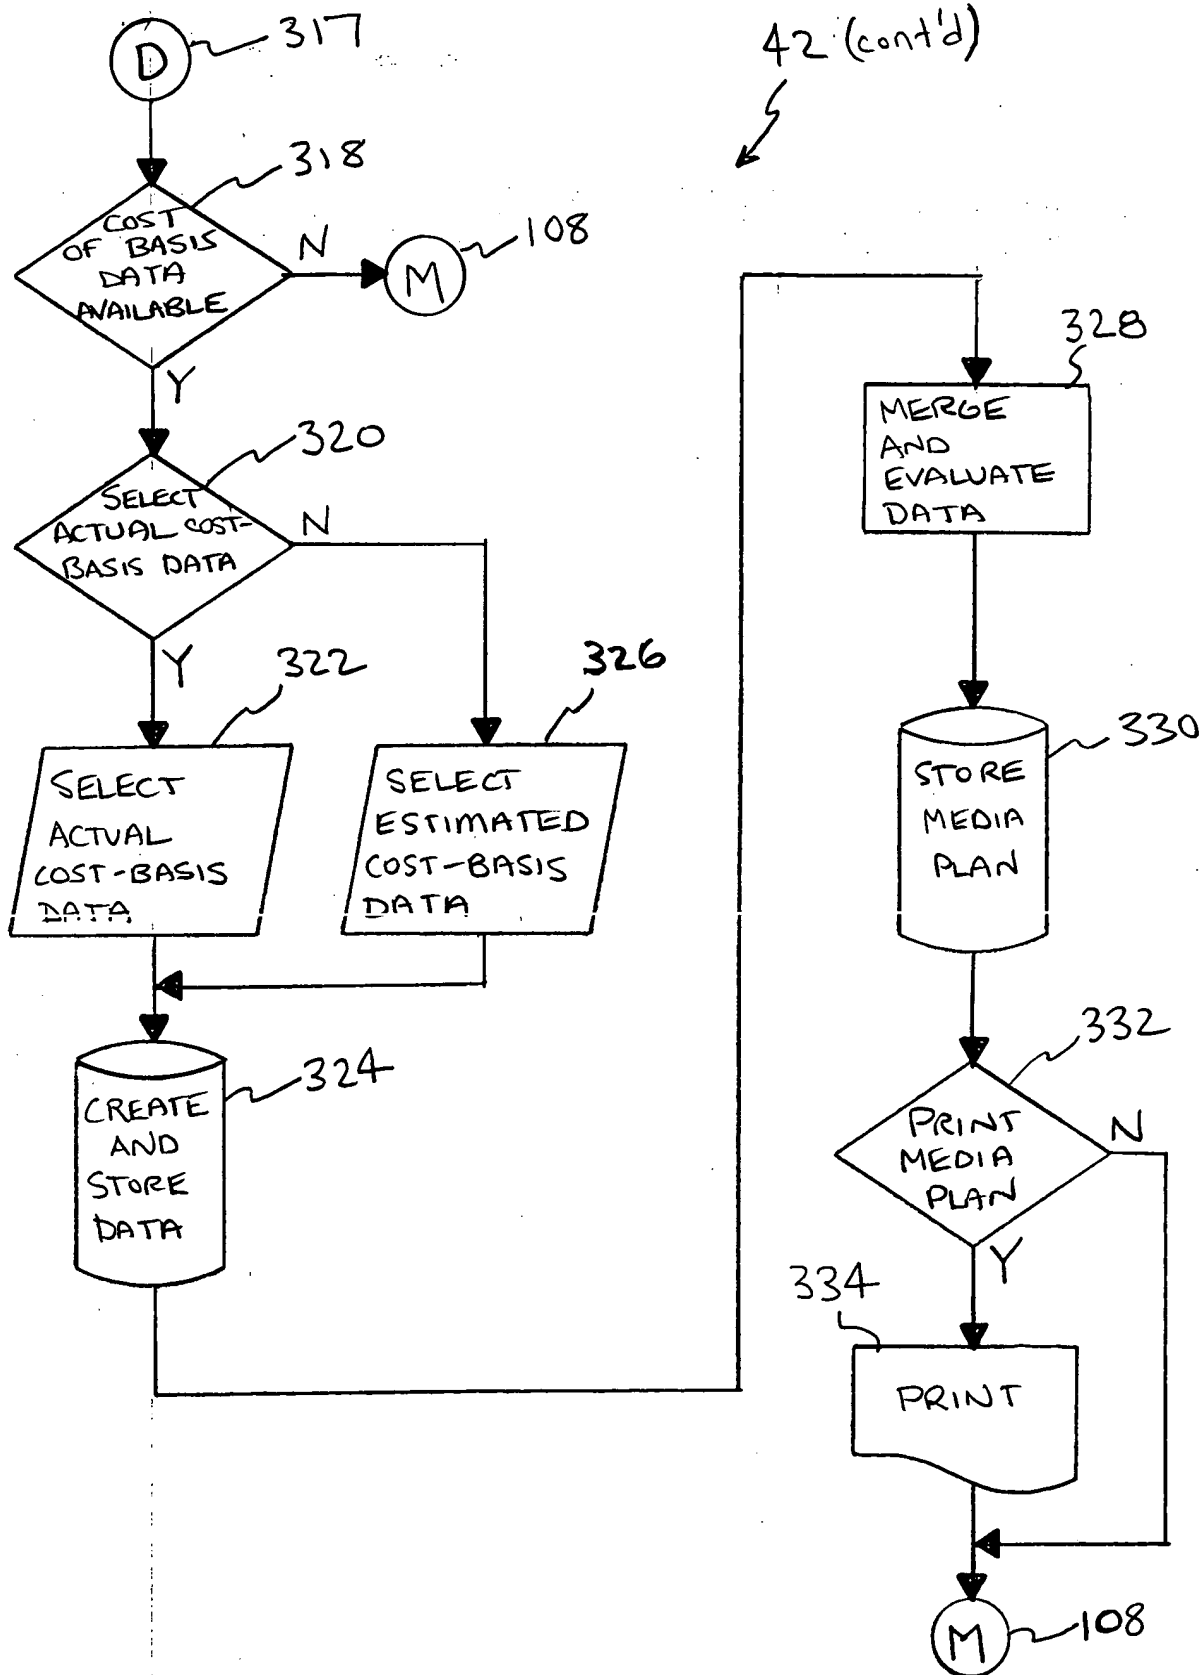 D
317
42 (cont'd)
318
COST
OF BASIS
DATA
AVAILABLE
N
M
108
Y
320
SELECT
ACTUAL COST-
BASIS DATA
N
Y
322
SELECT
ACTUAL
COST-BASIS
DATA
326
SELECT
ESTIMATED
COST-BASIS
DATA
324
CREATE
AND
STORE
DATA
328
MERGE
AND
EVALUATE
DATA
330
STORE
MEDIA
PLAN
332
PRINT
MEDIA
PLAN
N
Y
334
PRINT
M
108